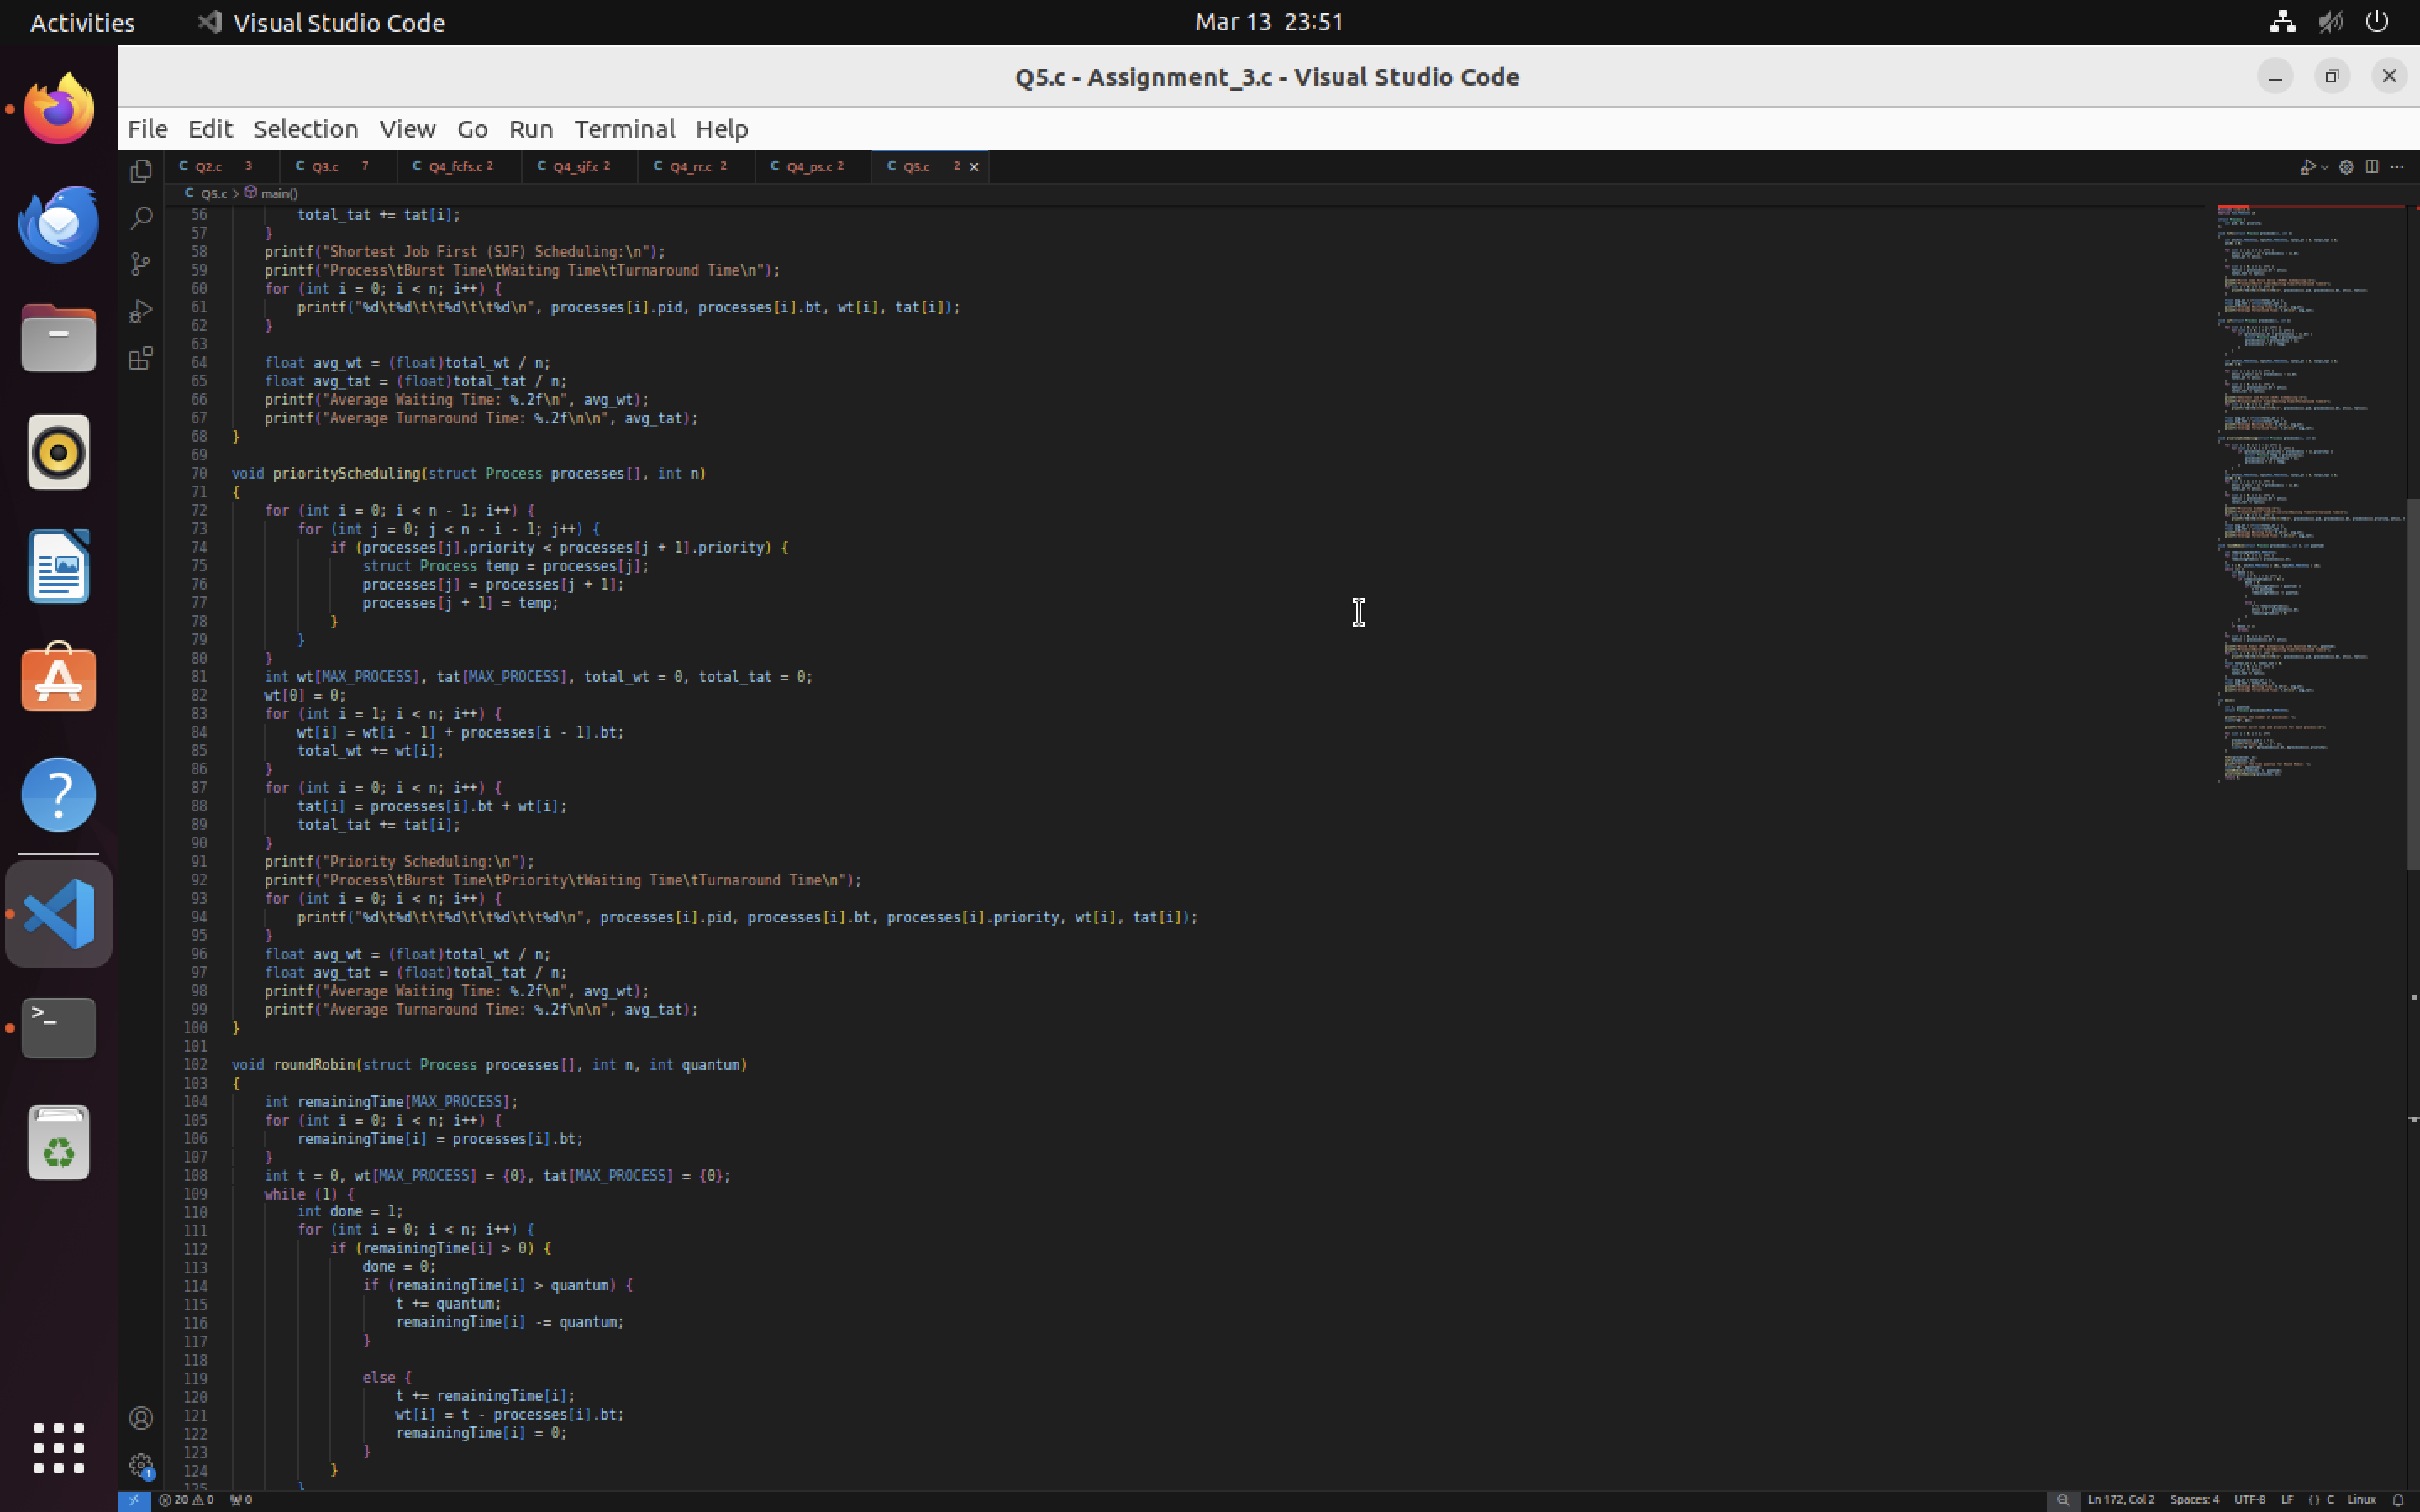 Activities Visual Studio Code Mar 13 23:51
Q5.c - Assignment_3.c - Visual Studio Code
File Edit Selection View Go Run Terminal Help
C Q2.c 3 C Q3.c 7 C Q4_fcfs.c 2 C Q4_sjf.c 2 C Q4_rr.c 2 C Q4_ps.c 2 C Q5.c 2
C Q5.c > main()
56 total_tat += tat[i];
57 }
58 printf("Shortest Job First (SJF) Scheduling:\n");
59 printf("Process\tBurst Time\tWaiting Time\tTurnaround Time\n");
60 for (int i = 0; i < n; i++) {
61 printf("%d\t%d\t\t%d\t\t%d\n", processes[i].pid, processes[i].bt, wt[i], tat[i]);
62 }
63
64 float avg_wt = (float)total_wt / n;
65 float avg_tat = (float)total_tat / n;
66 printf("Average Waiting Time: %.2f\n", avg_wt);
67 printf("Average Turnaround Time: %.2f\n\n", avg_tat);
68 }
69
70 void priorityScheduling(struct Process processes[], int n)
71 {
72 for (int i = 0; i < n - 1; i++) {
73 for (int j = 0; j < n - i - 1; j++) {
74 if (processes[j].priority < processes[j + 1].priority) {
75 struct Process temp = processes[j];
76 processes[j] = processes[j + 1];
77 processes[j + 1] = temp;
78 }
79 }
80 }
81 int wt[MAX_PROCESS], tat[MAX_PROCESS], total_wt = 0, total_tat = 0;
82 wt[0] = 0;
83 for (int i = 1; i < n; i++) {
84 wt[i] = wt[i - 1] + processes[i - 1].bt;
85 total_wt += wt[i];
86 }
87 for (int i = 0; i < n; i++) {
88 tat[i] = processes[i].bt + wt[i];
89 total_tat += tat[i];
90 }
91 printf("Priority Scheduling:\n");
92 printf("Process\tBurst Time\tPriority\tWaiting Time\tTurnaround Time\n");
93 for (int i = 0; i < n; i++) {
94 printf("%d\t%d\t\t%d\t\t%d\t\t%d\n", processes[i].pid, processes[i].bt, processes[i].priority, wt[i], tat[i]);
95 }
96 float avg_wt = (float)total_wt / n;
97 float avg_tat = (float)total_tat / n;
98 printf("Average Waiting Time: %.2f\n", avg_wt);
99 printf("Average Turnaround Time: %.2f\n\n", avg_tat);
100 }
101
102 void roundRobin(struct Process processes[], int n, int quantum)
103 {
104 int remainingTime[MAX_PROCESS];
105 for (int i = 0; i < n; i++) {
106 remainingTime[i] = processes[i].bt;
107 }
108 int t = 0, wt[MAX_PROCESS] = {0}, tat[MAX_PROCESS] = {0};
109 while (1) {
110 int done = 1;
111 for (int i = 0; i < n; i++) {
112 if (remainingTime[i] > 0) {
113 done = 0;
114 if (remainingTime[i] > quantum) {
115 t += quantum;
116 remainingTime[i] -= quantum;
117 }
118
119 else {
120 t += remainingTime[i];
121 wt[i] = t - processes[i].bt;
122 remainingTime[i] = 0;
123 }
124 }
125 }
20 0 0 Ln 172, Col 2 Spaces: 4 UTF-8 LF {} C Linux